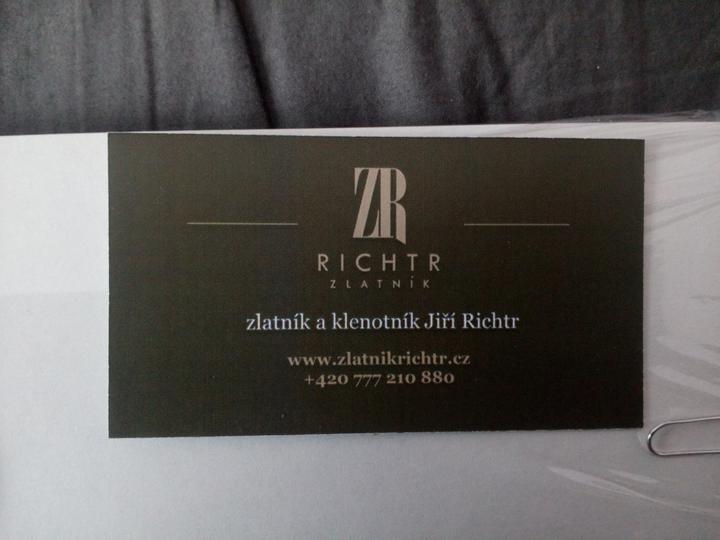 ZR
RICHTR
ZLATNÍK
zlatník a klenotník Jiří Richtr
www.zlatnikrichtr.cz
+420 777 210 880